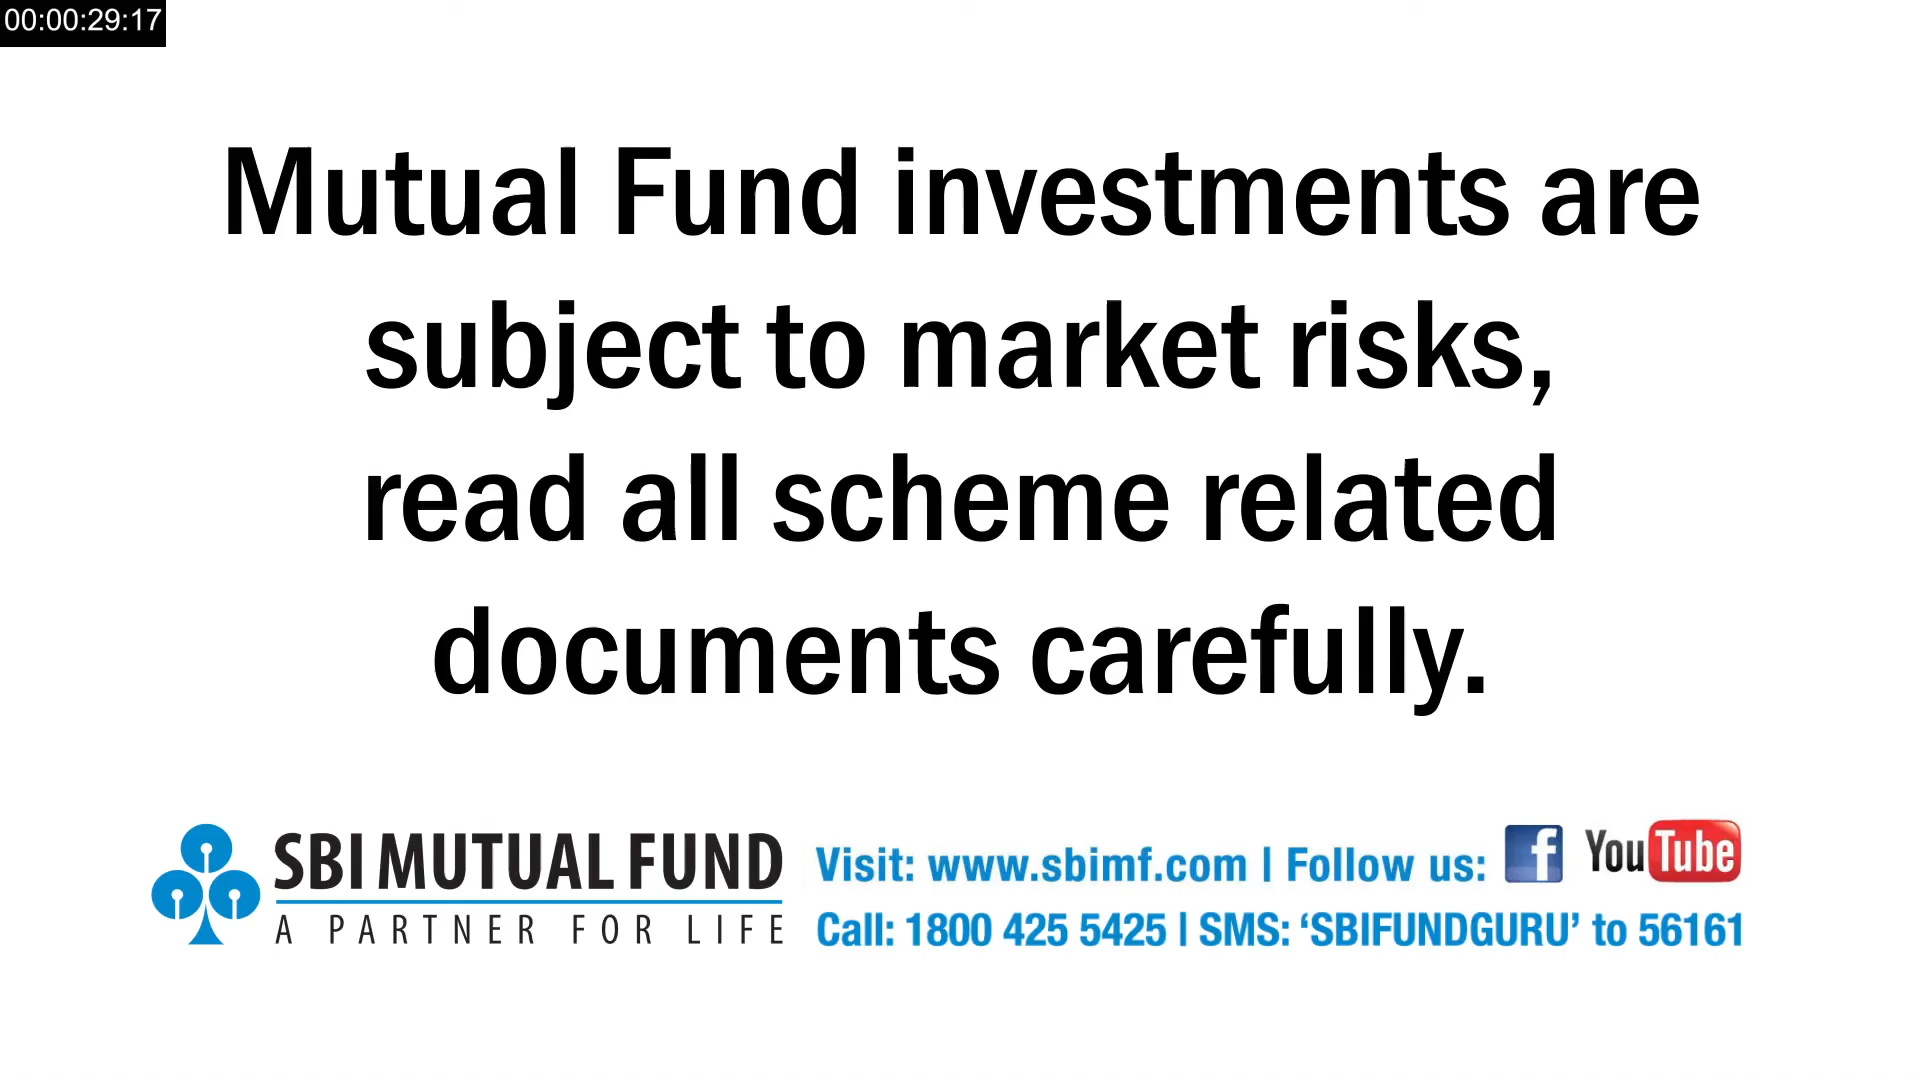 00:00:29:17
Mutual Fund investments are
subject to market risks,
read all scheme related
documents carefully.
SBI MUTUAL FUND
A PARTNER FOR LIFE
Visit: www.sbimf.com | Follow us: f YouTube
Call: 1800 425 5425 | SMS: ‘SBIFUNDGURU’ to 56161